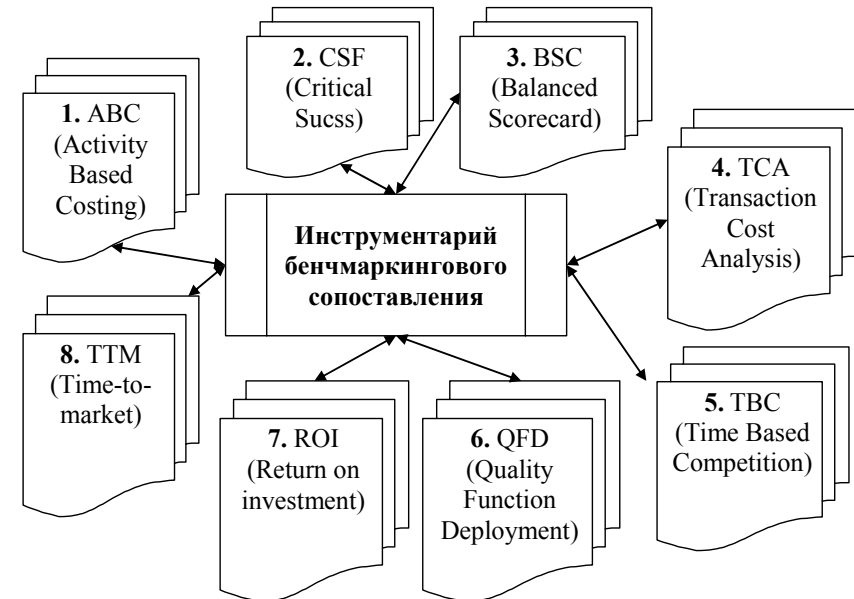 1. ABC
(Activity
Based
Costing)
2. CSF
(Critical
Sucss)
3. BSC
(Balanced
Scorecard)
4. TCA
(Transaction
Cost
Analysis)
Инструментарий
бенчмаркингового
сопоставления
8. TTM
(Time-to-
market)
7. ROI
(Return on
investment)
6. QFD
(Quality
Function
Deployment)
5. TBC
(Time Based
Competition)